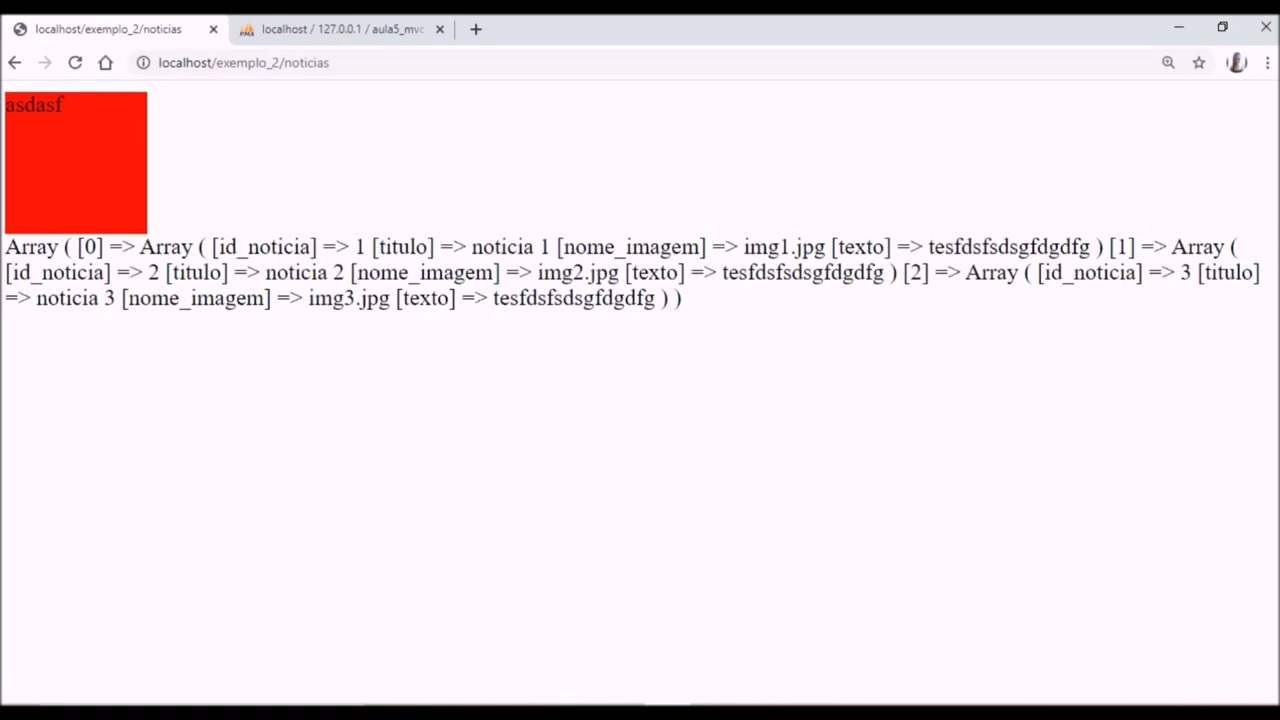 localhost/exemplo_2/noticias
localhost / 127.0.0.1 / aula5_mvc
localhost/exemplo_2/noticias
asdasf
Array ( [0] => Array ( [id_noticia] => 1 [titulo] => noticia 1 [nome_imagem] => img1.jpg [texto] => tesfdsfsdsgfdgdfg ) [1] => Array (
[id_noticia] => 2 [titulo] => noticia 2 [nome_imagem] => img2.jpg [texto] => tesfdsfsdsgfdgdfg ) [2] => Array ( [id_noticia] => 3 [titulo]
=> noticia 3 [nome_imagem] => img3.jpg [texto] => tesfdsfsdsgfdgdfg ) )